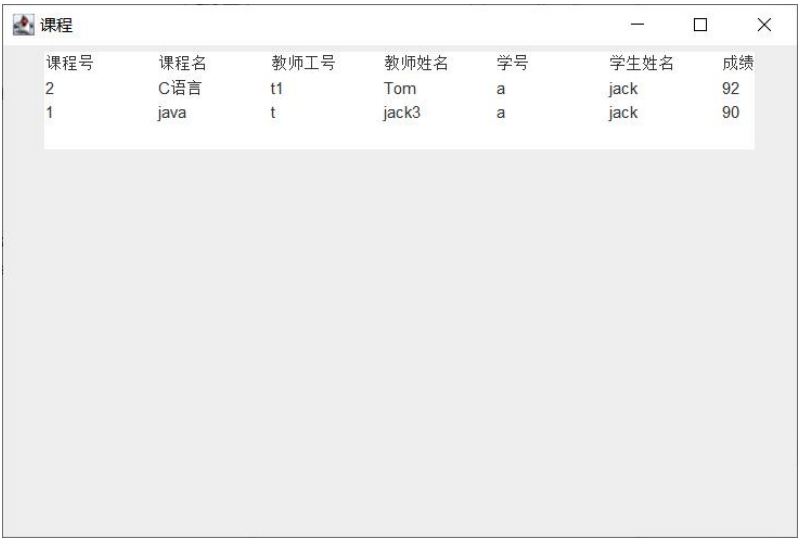 课程
课程号 课程名 教师工号 教师姓名 学号 学生姓名 成绩
2 C语言 t1 Tom a jack 92
1 java t jack3 a jack 90